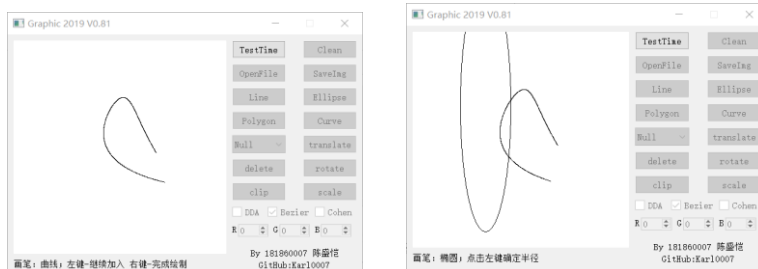 Graphic 2019 V0.81
TestTime Clean
OpenFile SaveImg
Line Ellipse
Polygon Curve
Null translate
delete rotate
clip scale
DDA Bezier Cohen
R 0 G 0 B 0
By 181860007 陈盛恺
画笔: 曲线; 左键-继续加入 右键-完成绘制 GitHub:Karl0007
Graphic 2019 V0.81
TestTime Clean
OpenFile SaveImg
Line Ellipse
Polygon Curve
Null translate
delete rotate
clip scale
DDA Bezier Cohen
R 0 G 0 B 0
By 181860007 陈盛恺
画笔: 椭圆; 点击左键确定半径 GitHub:Karl0007